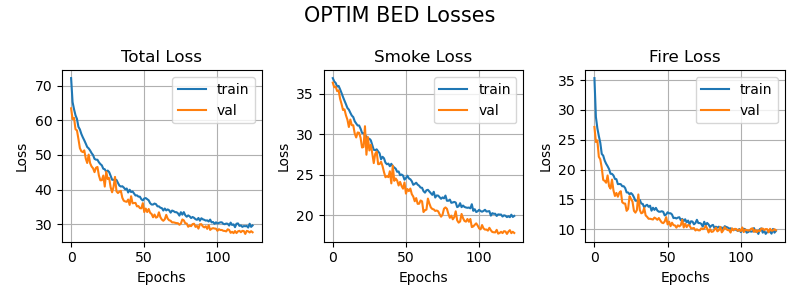 OPTIM BED Losses
Total Loss
Loss
70
60
50
40
30
0
50
100
Epochs
train
val
Smoke Loss
Loss
35
30
25
20
0
50
100
Epochs
train
val
Fire Loss
Loss
35
30
25
20
15
10
0
50
100
Epochs
train
val